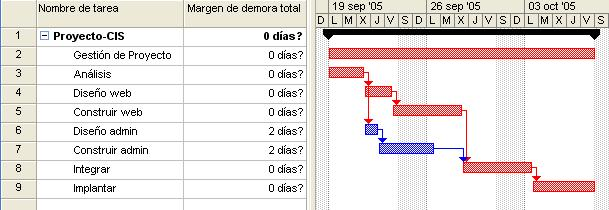 Nombre de tarea Margen de demora total 19 sep '05 26 sep '05 03 oct '05
D L M X J V S D L M X J V S D L M X J V S
1 Proyecto-CIS 0 días?
2 Gestión de Proyecto 0 días?
3 Análisis 0 días?
4 Diseño web 0 días?
5 Construir web 0 días?
6 Diseño admin 2 días?
7 Construir admin 2 días?
8 Integrar 0 días?
9 Implantar 0 días?